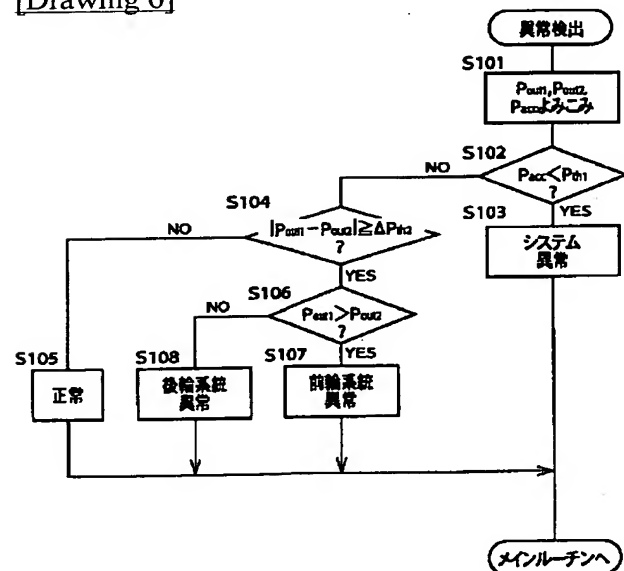 [Drawing 6]
異常検出
S101
Pout1,Pout2,
Paccよみこみ
S102
Pacc<Pth1
?
NO
YES
S103
システム
異常
S104
|Pout1-Pout2|≧ΔPth2
?
NO
YES
S106
Pout1>Pout2
?
NO
YES
S105
正常
S108
後輪系統
異常
S107
前輪系統
異常
メインルーチンへ